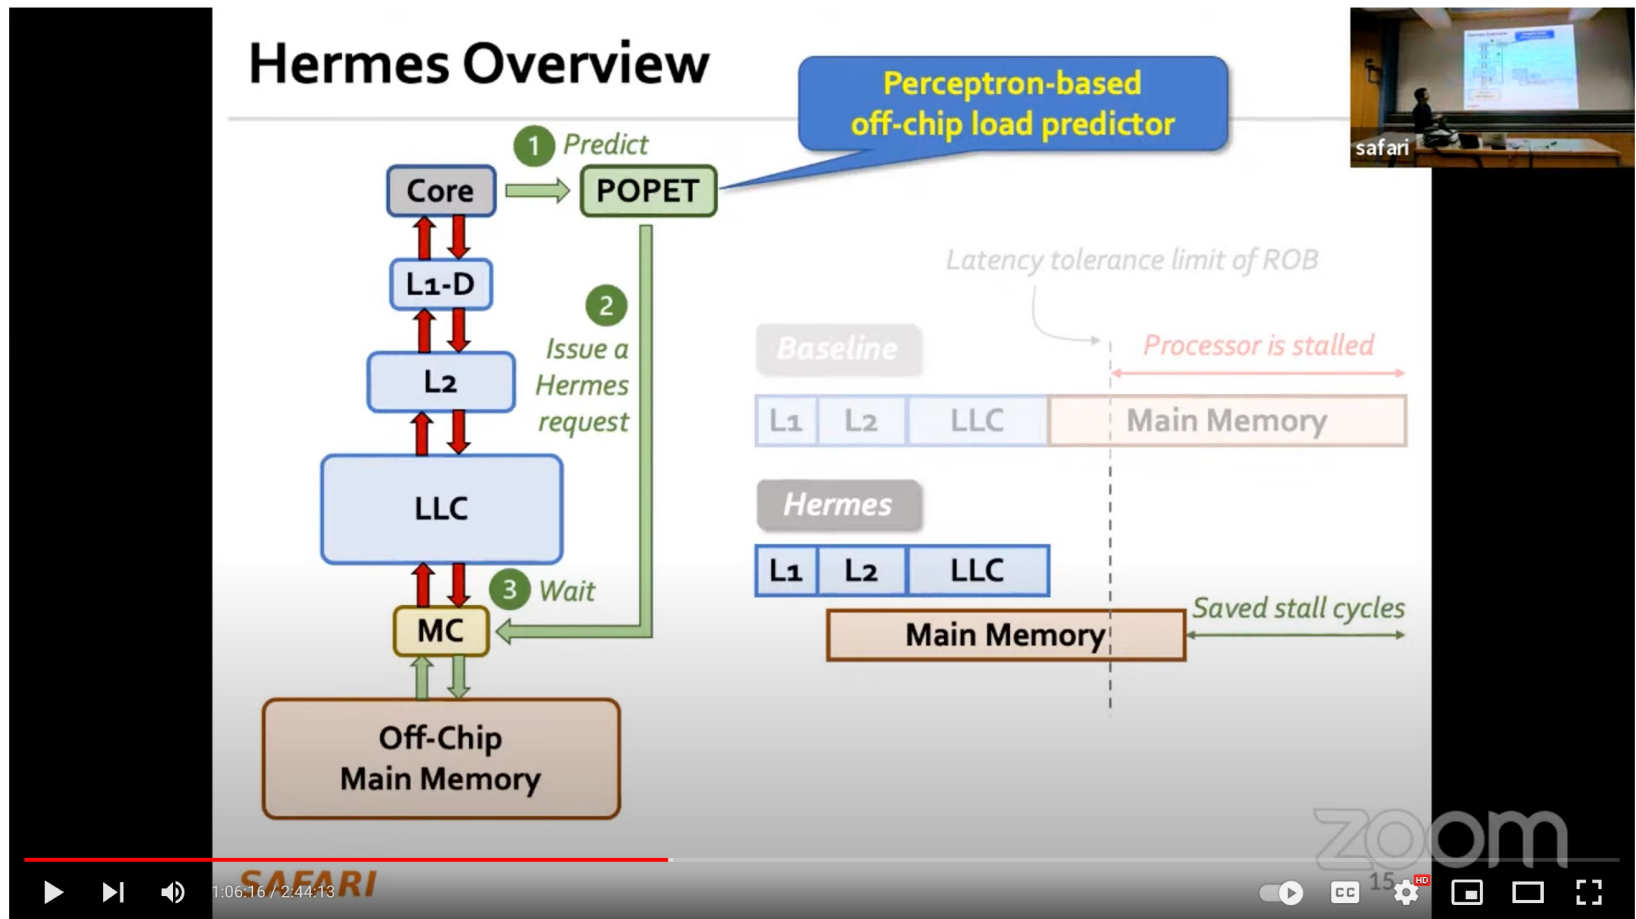 Hermes Overview
Perceptron-based
off-chip load predictor
safari
1 Predict
Core
POPET
L1-D
2
Issue a
Hermes
request
L2
LLC
3 Wait
MC
Off-Chip
Main Memory
Latency tolerance limit of ROB
Baseline
Processor is stalled
L1 L2 LLC Main Memory
Hermes
L1 L2 LLC
Saved stall cycles
Main Memory
zoom
SAFARI
15
1:06:16 / 2:44:13
CC
HD